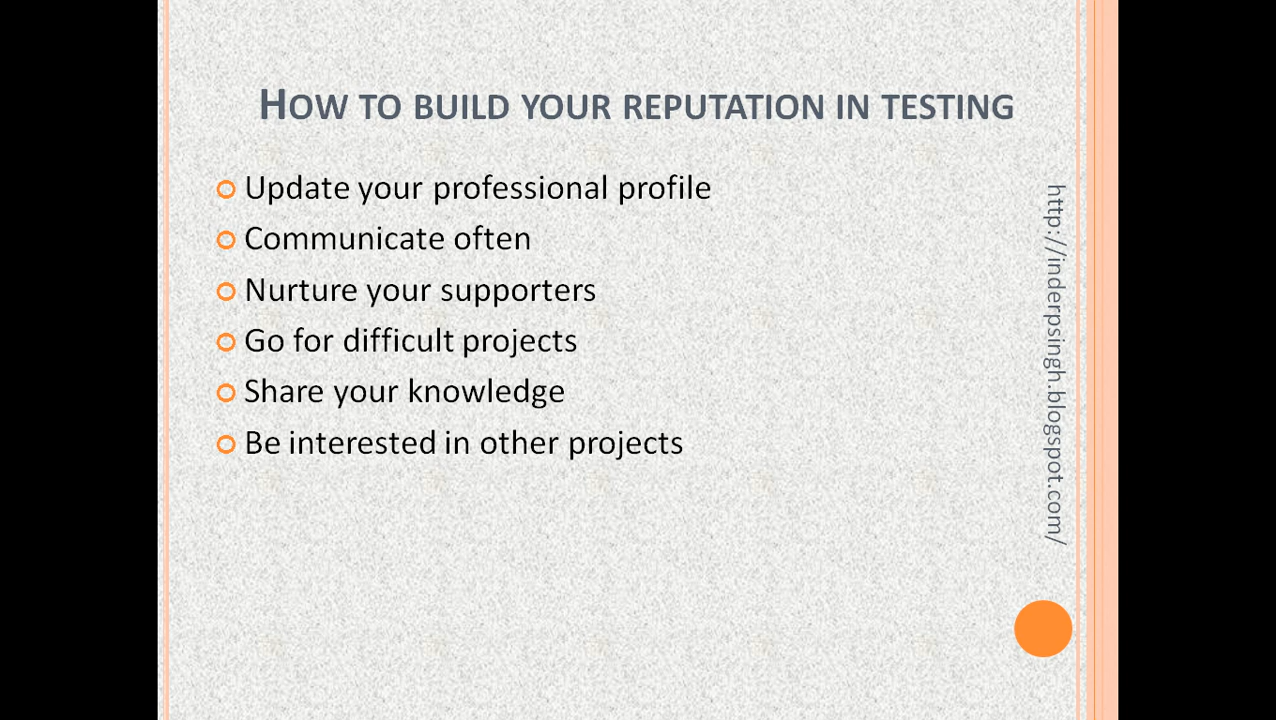 How to build your reputation in testing
Update your professional profile
Communicate often
Nurture your supporters
Go for difficult projects
Share your knowledge
Be interested in other projects
http://inderpsingh.blogspot.com/